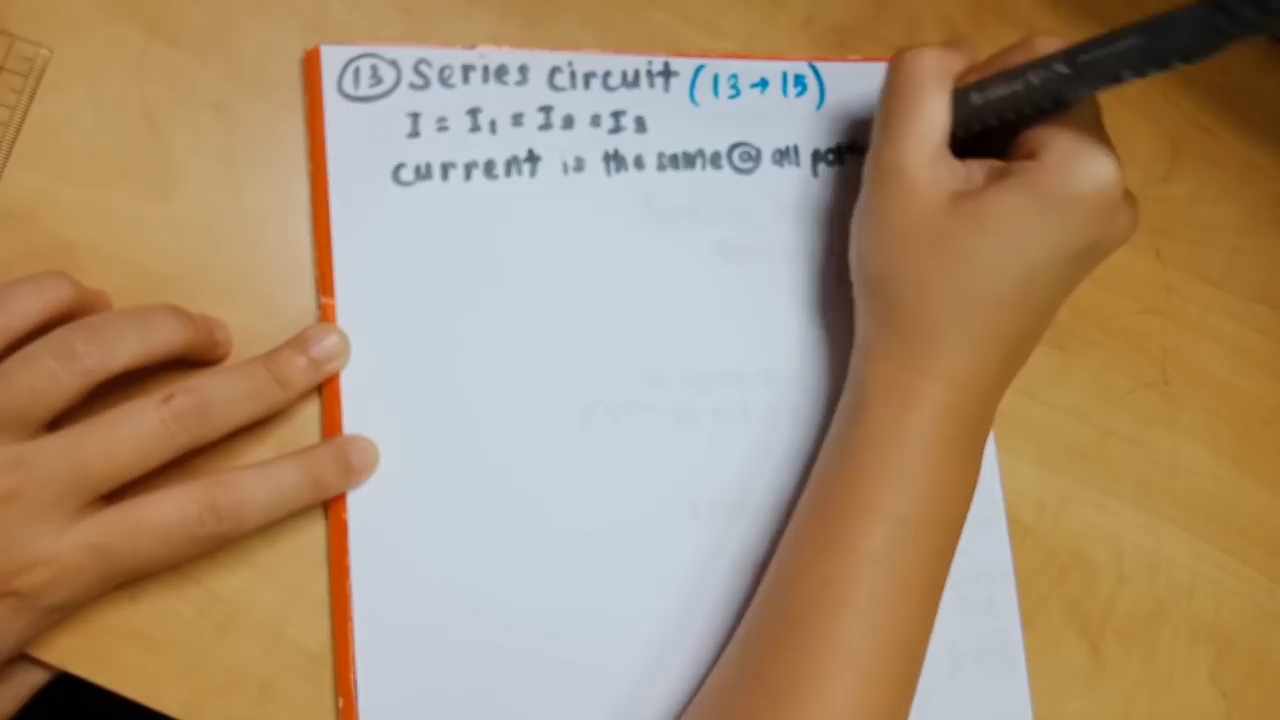 13 Series circuit (13→15)
I = I₁ = I₂ = I₃
current is the same @ all